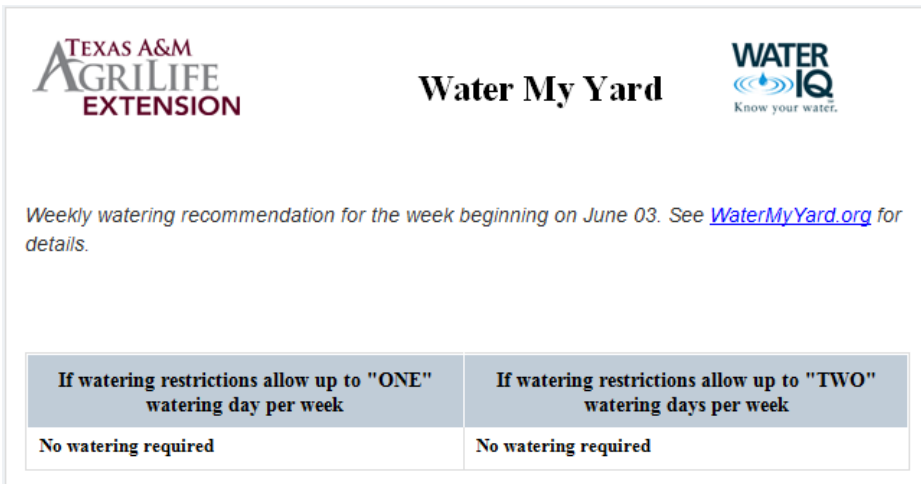 TEXAS A&M
AGRILIFE
EXTENSION
Water My Yard
WATER
IQ
Know your water.
Weekly watering recommendation for the week beginning on June 03. See WaterMyYard.org for
details.
If watering restrictions allow up to "ONE"
watering day per week
If watering restrictions allow up to "TWO"
watering days per week
No watering required
No watering required